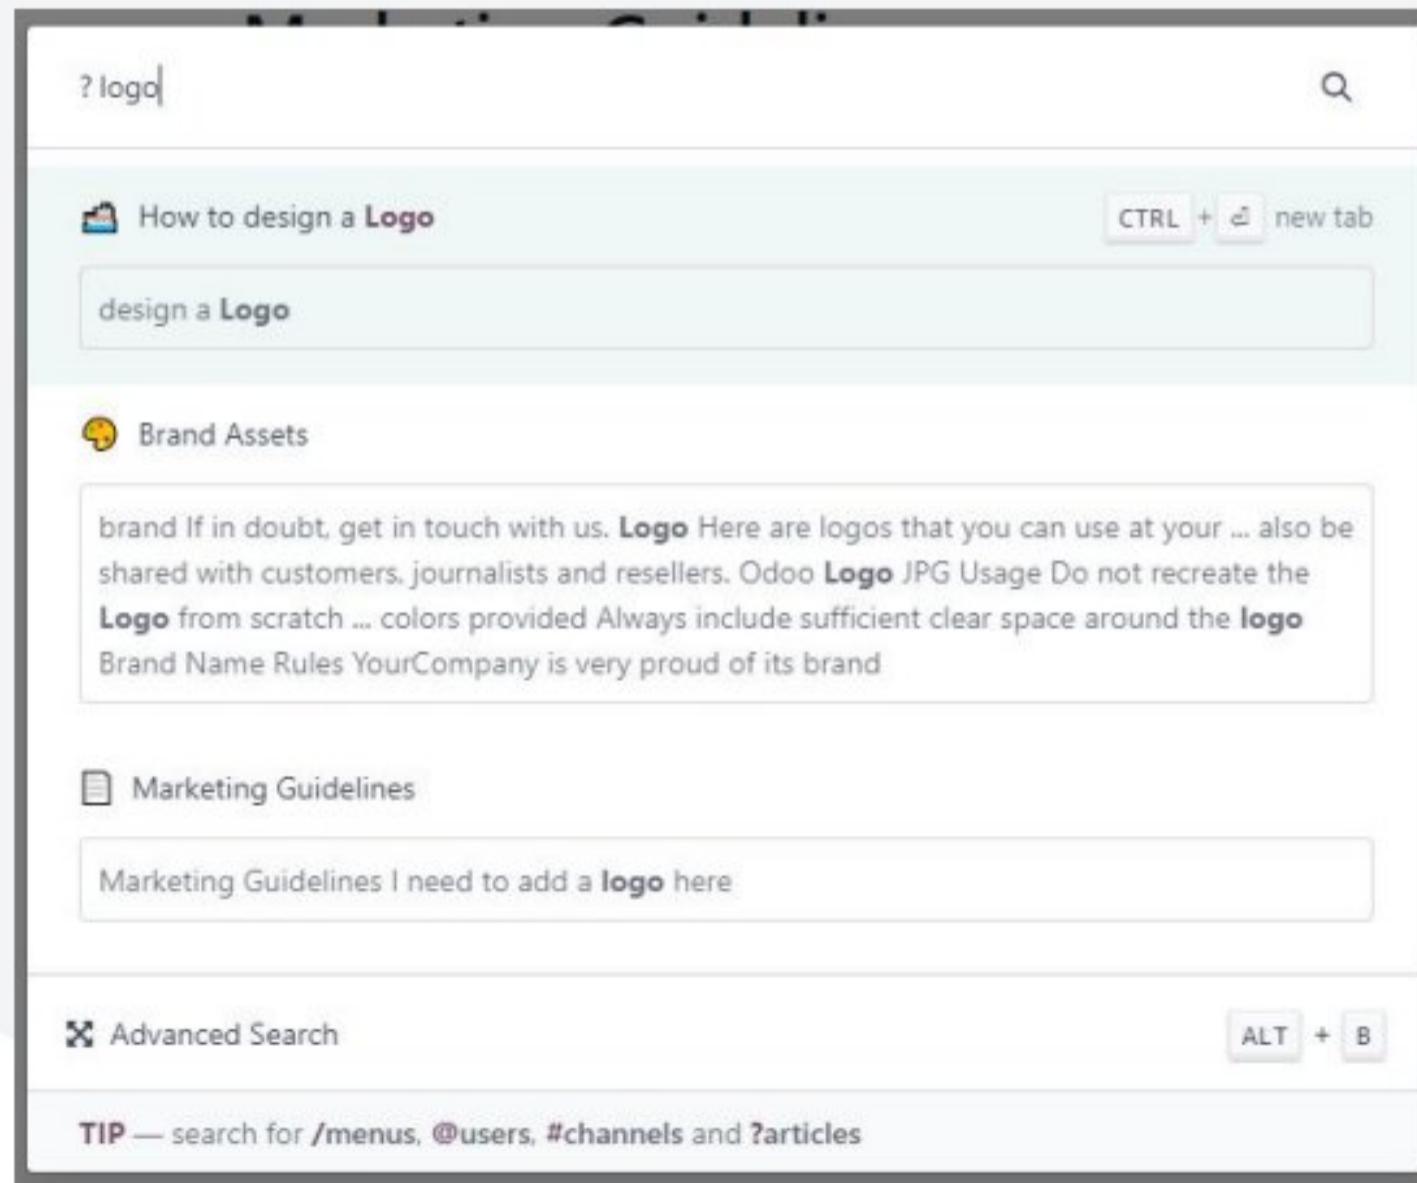 Marketing Guidelines
? logo
How to design a Logo CTRL + ⏎ new tab
design a Logo
Brand Assets
brand If in doubt, get in touch with us. Logo Here are logos that you can use at your ... also be
shared with customers. journalists and resellers. Odoo Logo JPG Usage Do not recreate the
Logo from scratch ... colors provided Always include sufficient clear space around the logo
Brand Name Rules YourCompany is very proud of its brand
Marketing Guidelines
Marketing Guidelines I need to add a logo here
Advanced Search ALT + B
TIP — search for /menus, @users, #channels and ?articles